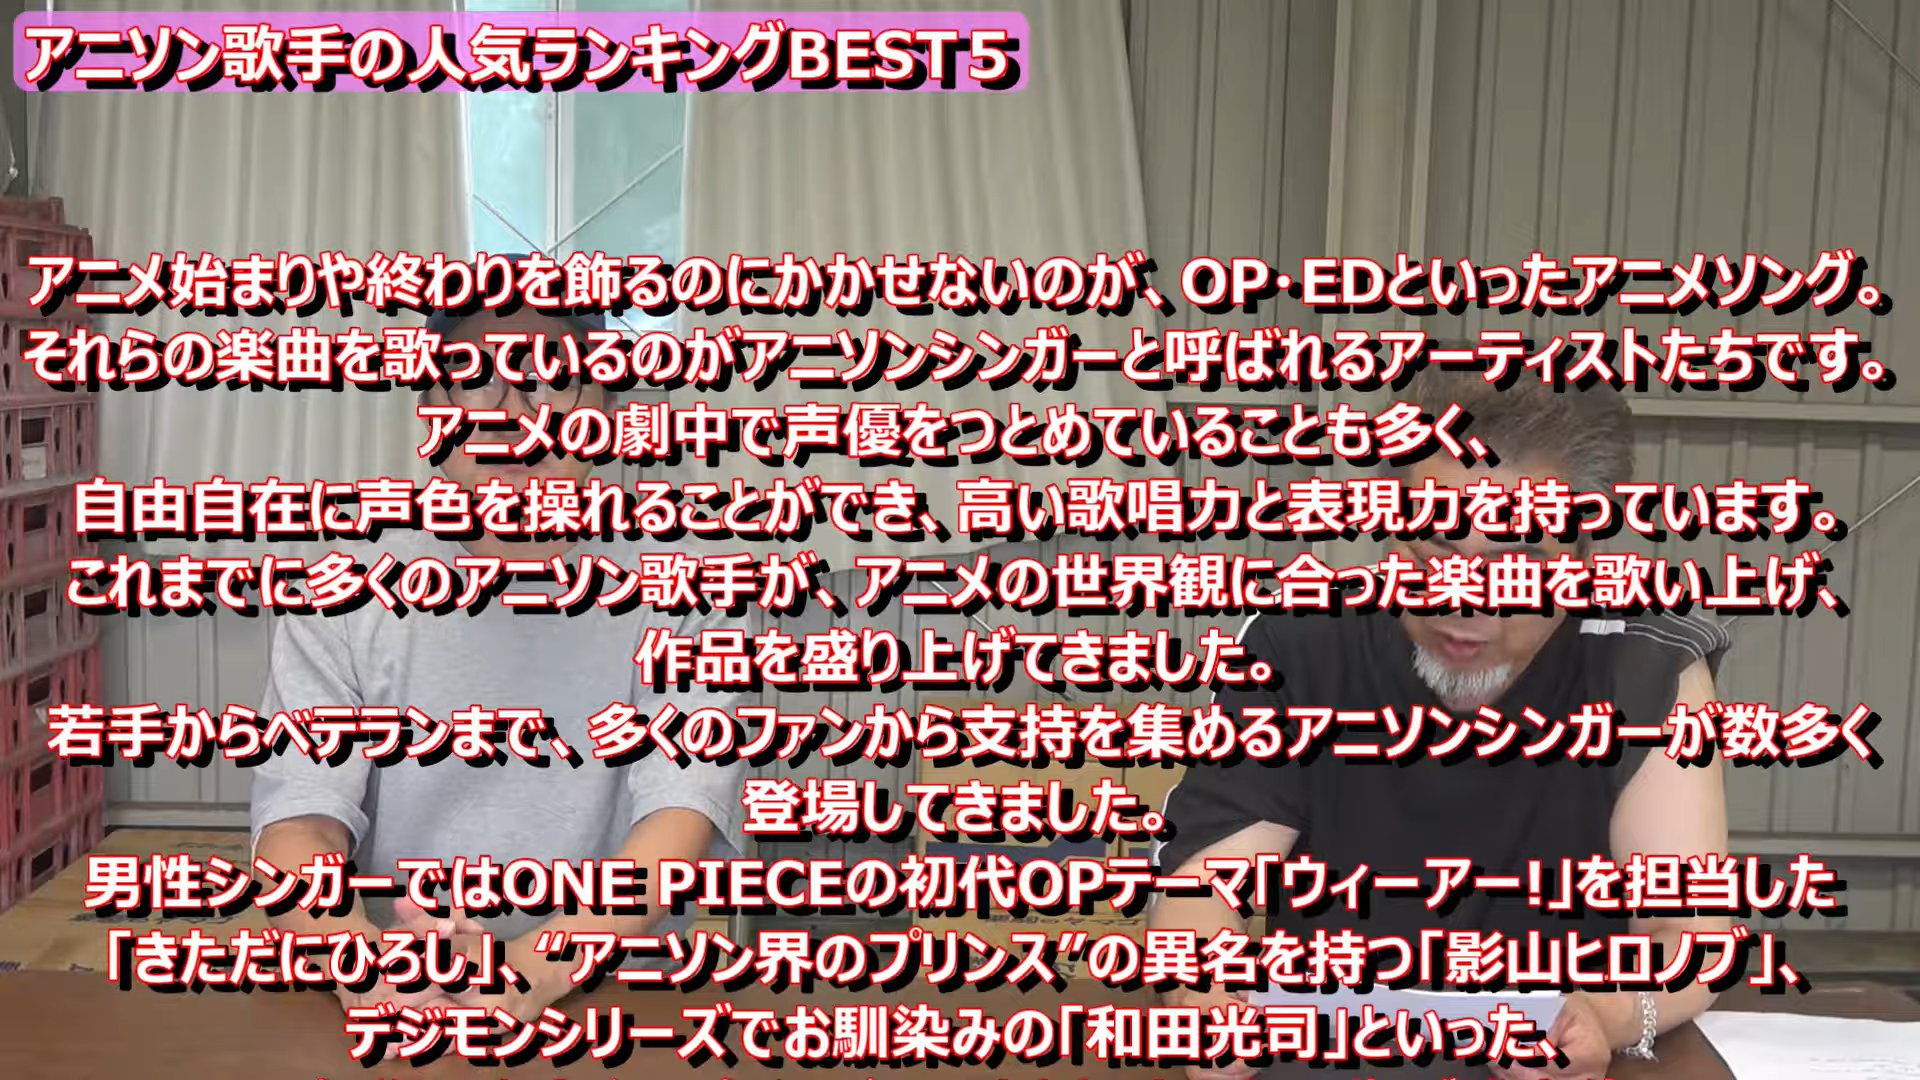 アニソン歌手の人気ランキングBEST５
アニメ始まりや終わりを飾るのにかかせないのが、OP・EDといったアニメソング。
それらの楽曲を歌っているのがアニソンシンガーと呼ばれるアーティストたちです。
アニメの劇中で声優をつとめていることも多く、
自由自在に声色を操れることができ、高い歌唱力と表現力を持っています。
これまでに多くのアニソン歌手が、アニメの世界観に合った楽曲を歌い上げ、
作品を盛り上げてきました。
若手からベテランまで、多くのファンから支持を集めるアニソンシンガーが数多く
登場してきました。
男性シンガーではONE PIECEの初代OPテーマ「ウィーアー!」を担当した
「きただにひろし」、“アニソン界のプリンス”の異名を持つ「影山ヒロノブ」、
デジモンシリーズでお馴染みの「和田光司」といった、